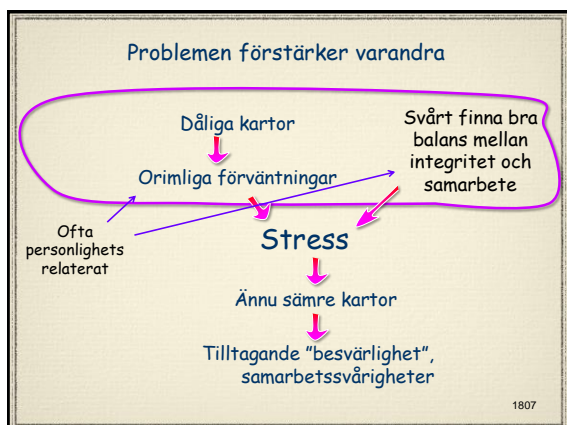 Problemen förstärker varandra
Dåliga kartor
Orimliga förväntningar
Svårt finna bra
balans mellan
integritet och
samarbete
Ofta
personlighets
relaterat
Stress
Ännu sämre kartor
Tilltagande ”besvärlighet”,
samarbetssvårigheter
1807